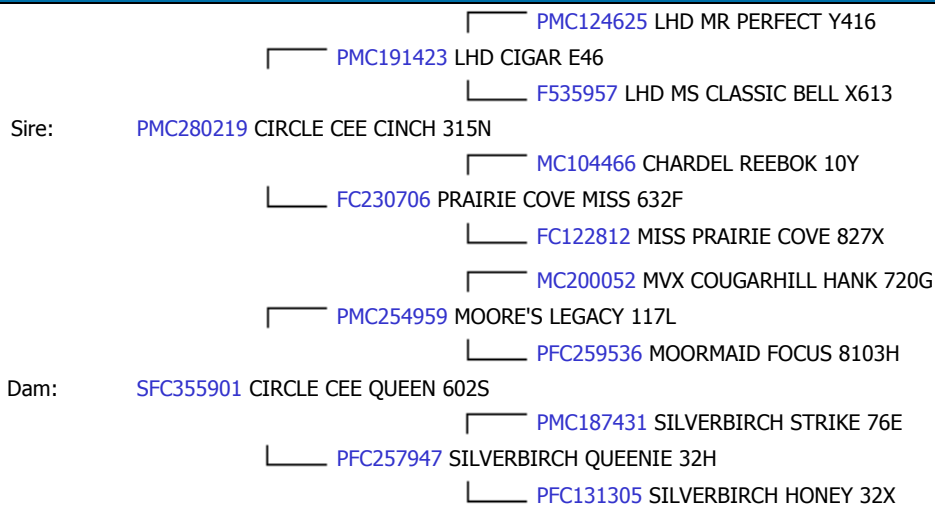 PMC124625 LHD MR PERFECT Y416
PMC191423 LHD CIGAR E46
F535957 LHD MS CLASSIC BELL X613
Sire: PMC280219 CIRCLE CEE CINCH 315N
MC104466 CHARDEL REEBOK 10Y
FC230706 PRAIRIE COVE MISS 632F
FC122812 MISS PRAIRIE COVE 827X
MC200052 MVX COUGARHILL HANK 720G
PMC254959 MOORE'S LEGACY 117L
PFC259536 MOORMAID FOCUS 8103H
Dam: SFC355901 CIRCLE CEE QUEEN 602S
PMC187431 SILVERBIRCH STRIKE 76E
PFC257947 SILVERBIRCH QUEENIE 32H
PFC131305 SILVERBIRCH HONEY 32X